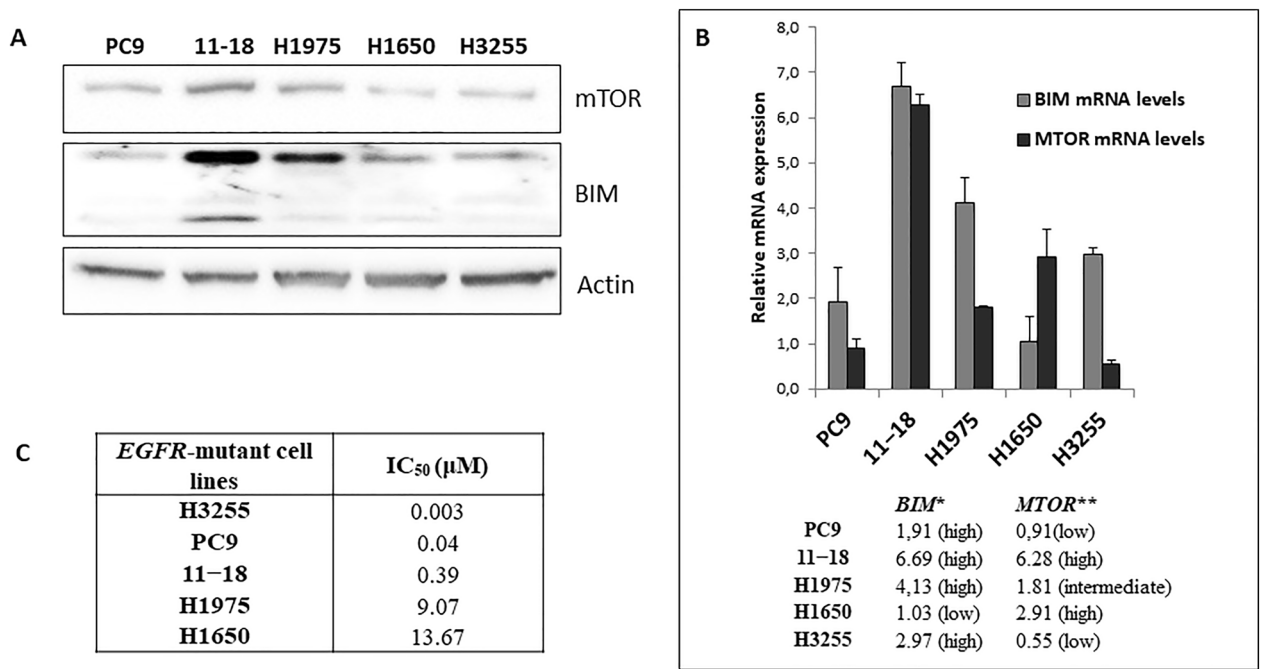 A
PC9 11-18 H1975 H1650 H3255
mTOR
BIM
Actin
B
8,0
7,0
6,0
5,0
4,0
3,0
2,0
1,0
0,0
Relative mRNA expression
BIM mRNA levels
MTOR mRNA levels
PC9 11−18 H1975 H1650 H3255
BIM* MTOR**
PC9 1,91 (high) 0,91(low)
11−18 6.69 (high) 6.28 (high)
H1975 4,13 (high) 1.81 (intermediate)
H1650 1.03 (low) 2.91 (high)
H3255 2.97 (high) 0.55 (low)
C
EGFR-mutant cell
lines
IC50 (μM)
H3255 0.003
PC9 0.04
11−18 0.39
H1975 9.07
H1650 13.67